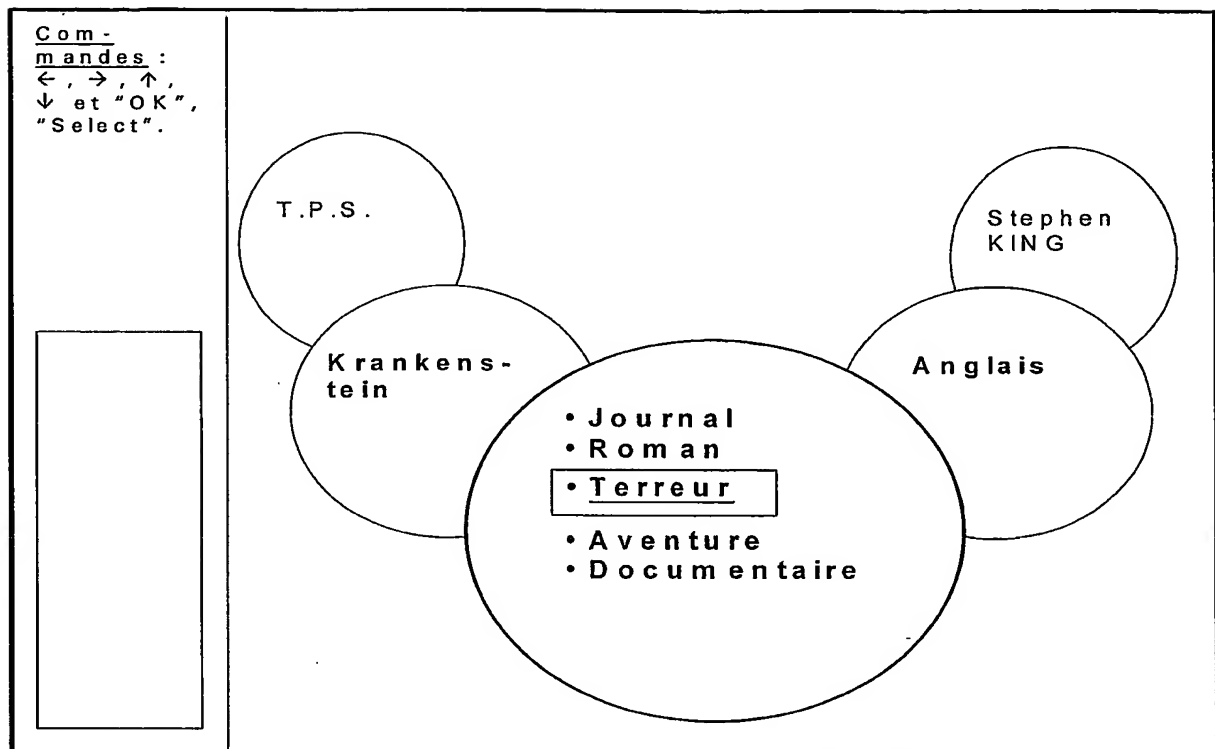 Com-
mandes :
←, →, ↑,
↓ et "OK",
"Select".
T.P.S.
Stephen
KING
Krankens-
tein
Anglais
• Journal
• Roman
• Terreur
• Aventure
• Documentaire